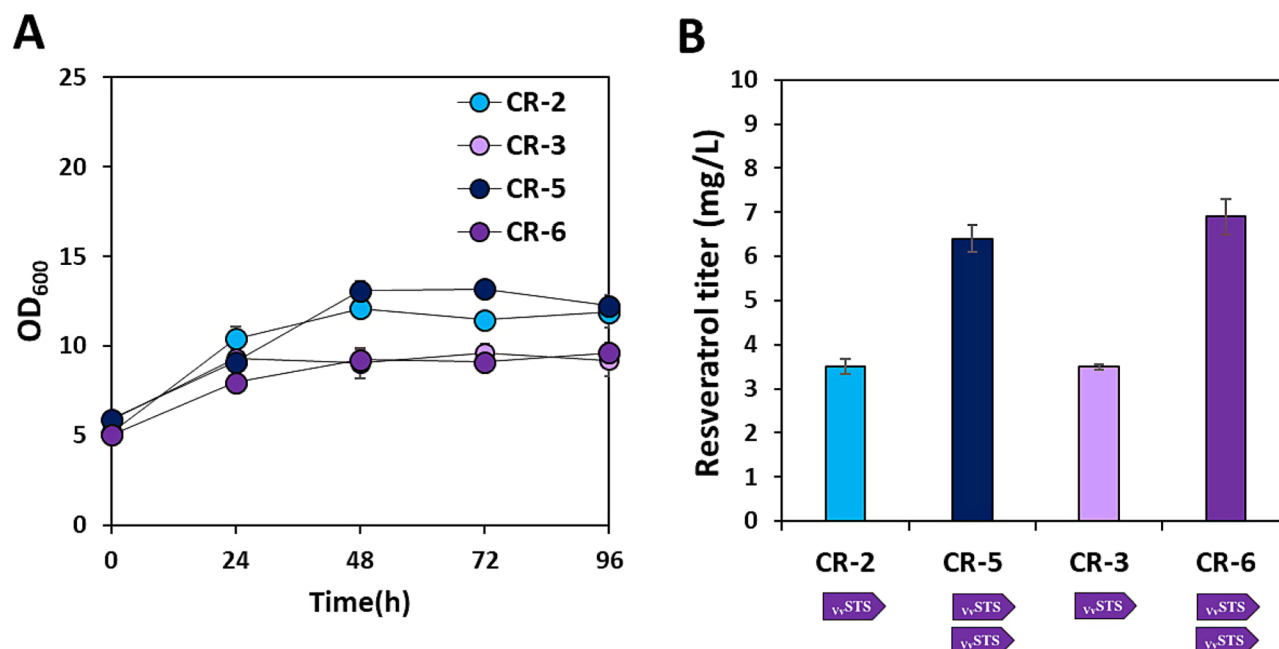 A
25
20
15
10
5
0
OD600
0 24 48 72 96
Time(h)
CR-2
CR-3
CR-5
CR-6
B
10
9
8
7
6
5
4
3
2
1
0
Resveratrol titer (mg/L)
CR-2 CR-5 CR-3 CR-6
VvSTS VvSTS VvSTS VvSTS
VvSTS VvSTS